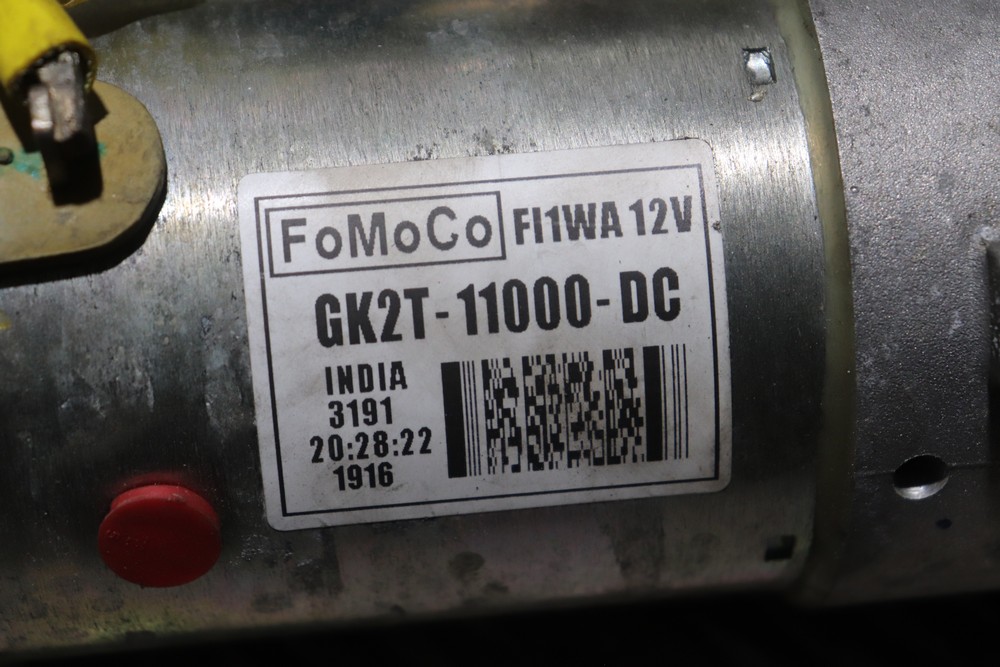 FoMoCo FI1WA 12V
GK2T-11000-DC
INDIA
3191
20:28:22
1916